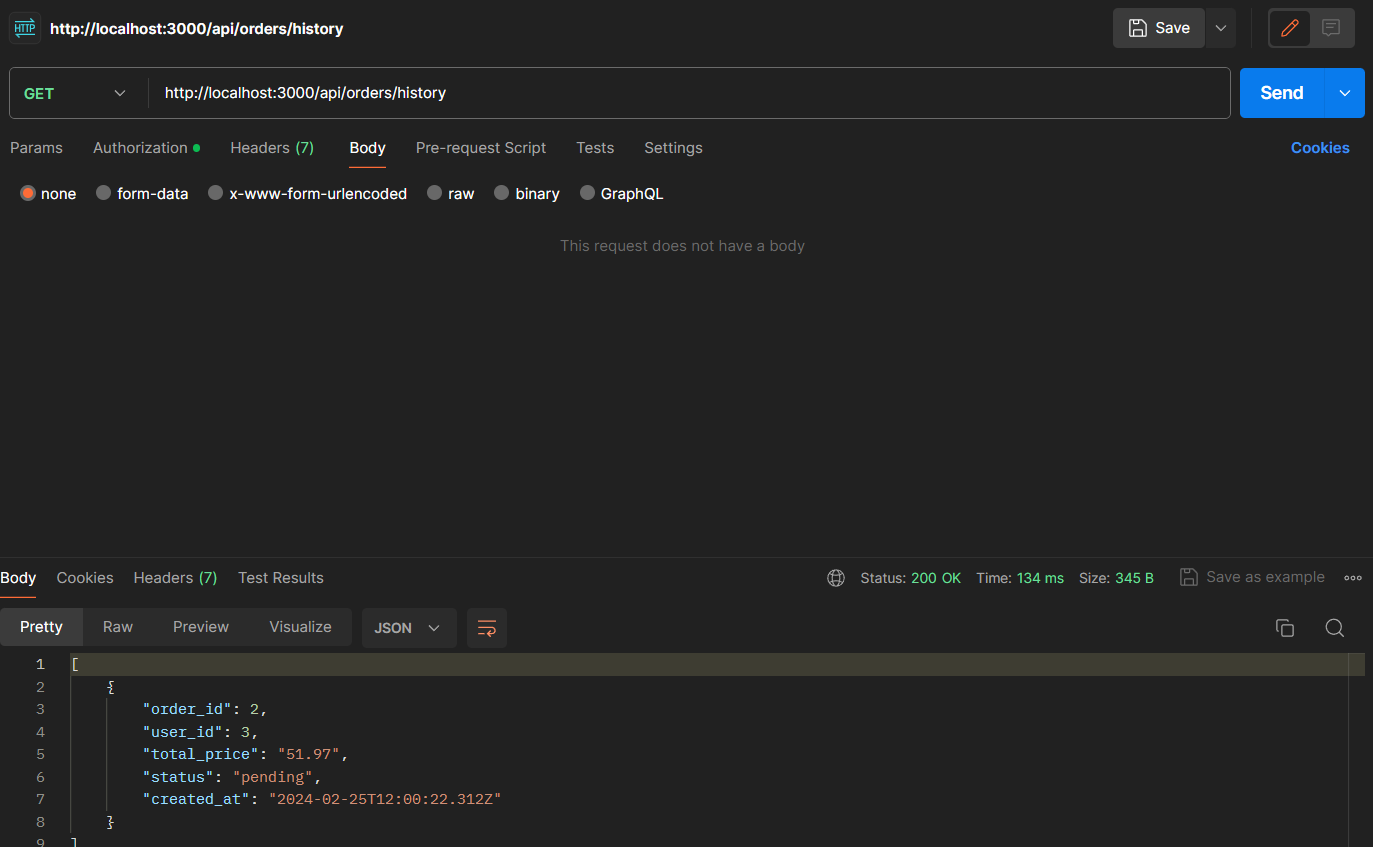 HTTP http://localhost:3000/api/orders/history Save
GET http://localhost:3000/api/orders/history Send
Params Authorization Headers (7) Body Pre-request Script Tests Settings Cookies
none form-data x-www-form-urlencoded raw binary GraphQL
This request does not have a body
Body Cookies Headers (7) Test Results Status: 200 OK Time: 134 ms Size: 345 B Save as example
Pretty Raw Preview Visualize JSON
1 [
2 {
3 "order_id": 2,
4 "user_id": 3,
5 "total_price": "51.97",
6 "status": "pending",
7 "created_at": "2024-02-25T12:00:22.312Z"
8 }
9 ]